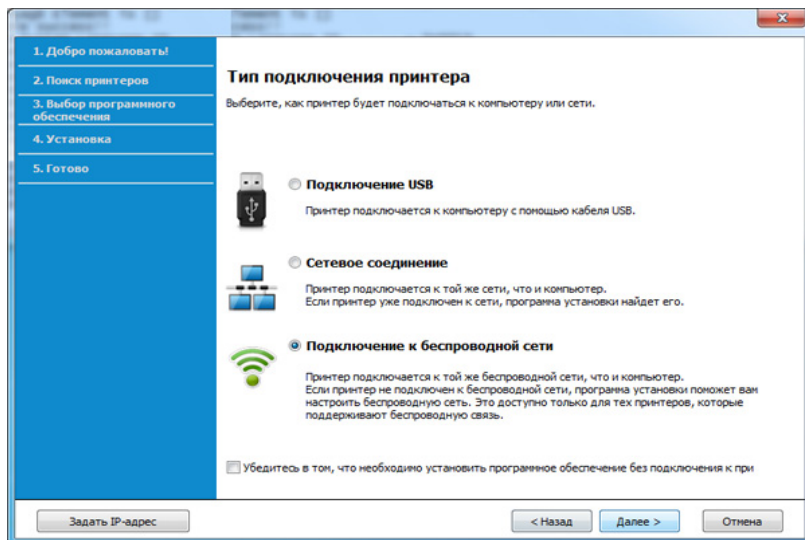 1. Добро пожаловать!
2. Поиск принтеров
3. Выбор программного
обеспечения
4. Установка
5. Готово
Тип подключения принтера
Выберите, как принтер будет подключаться к компьютеру или сети.
Подключение USB
Принтер подключается к компьютеру с помощью кабеля USB.
Сетевое соединение
Принтер подключается к той же сети, что и компьютер.
Если принтер уже подключен к сети, программа установки найдет его.
Подключение к беспроводной сети
Принтер подключается к той же беспроводной сети, что и компьютер.
Если принтер не подключен к беспроводной сети, программа установки поможет вам
настроить беспроводную сеть. Это доступно только для тех принтеров, которые
поддерживают беспроводную связь.
Убедитесь в том, что необходимо установить программное обеспечение без подключения к при
Задать IP-адрес
< Назад
Далее >
Отмена